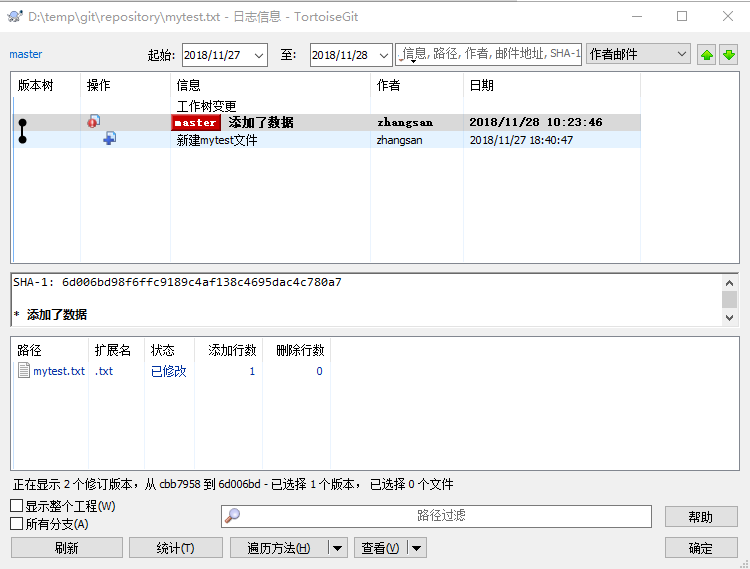 D:\temp\git\repository\mytest.txt - 日志信息 - TortoiseGit
master 起始: 2018/11/27 至: 2018/11/28 信息, 路径, 作者, 邮件地址, SHA-1 作者邮件
版本树 操作 信息 作者 日期
工作树变更
master 添加了数据 zhangsan 2018/11/28 10:23:46
新建mytest文件 zhangsan 2018/11/27 18:40:47
SHA-1: 6d006bd98f6ffc9189c4af138c4695dac4c780a7
* 添加了数据
路径 扩展名 状态 添加行数 删除行数
mytest.txt .txt 已修改 1 0
正在显示 2 个修订版本，从 cbb7958 到 6d006bd - 已选择 1 个版本， 已选择 0 个文件
显示整个工程(W)
所有分支(A)
路径过滤 帮助
刷新 统计(T) 遍历方法(H) 查看(V) 确定